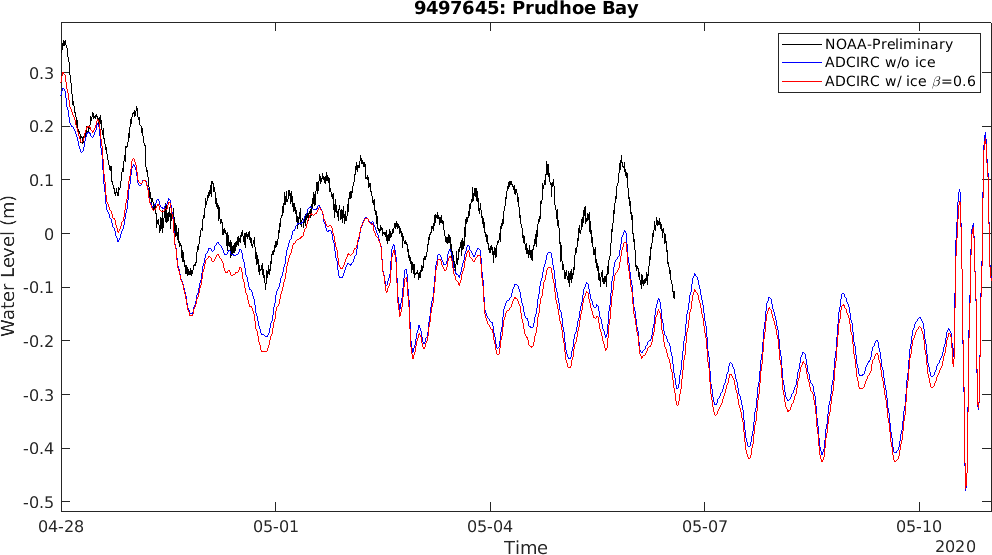 9497645: Prudhoe Bay
NOAA-Preliminary
ADCIRC w/o ice
ADCIRC w/ ice β=0.6
Water Level (m)
0.3
0.2
0.1
0
-0.1
-0.2
-0.3
-0.4
-0.5
04-28
05-01
05-04
05-07
05-10
Time
2020